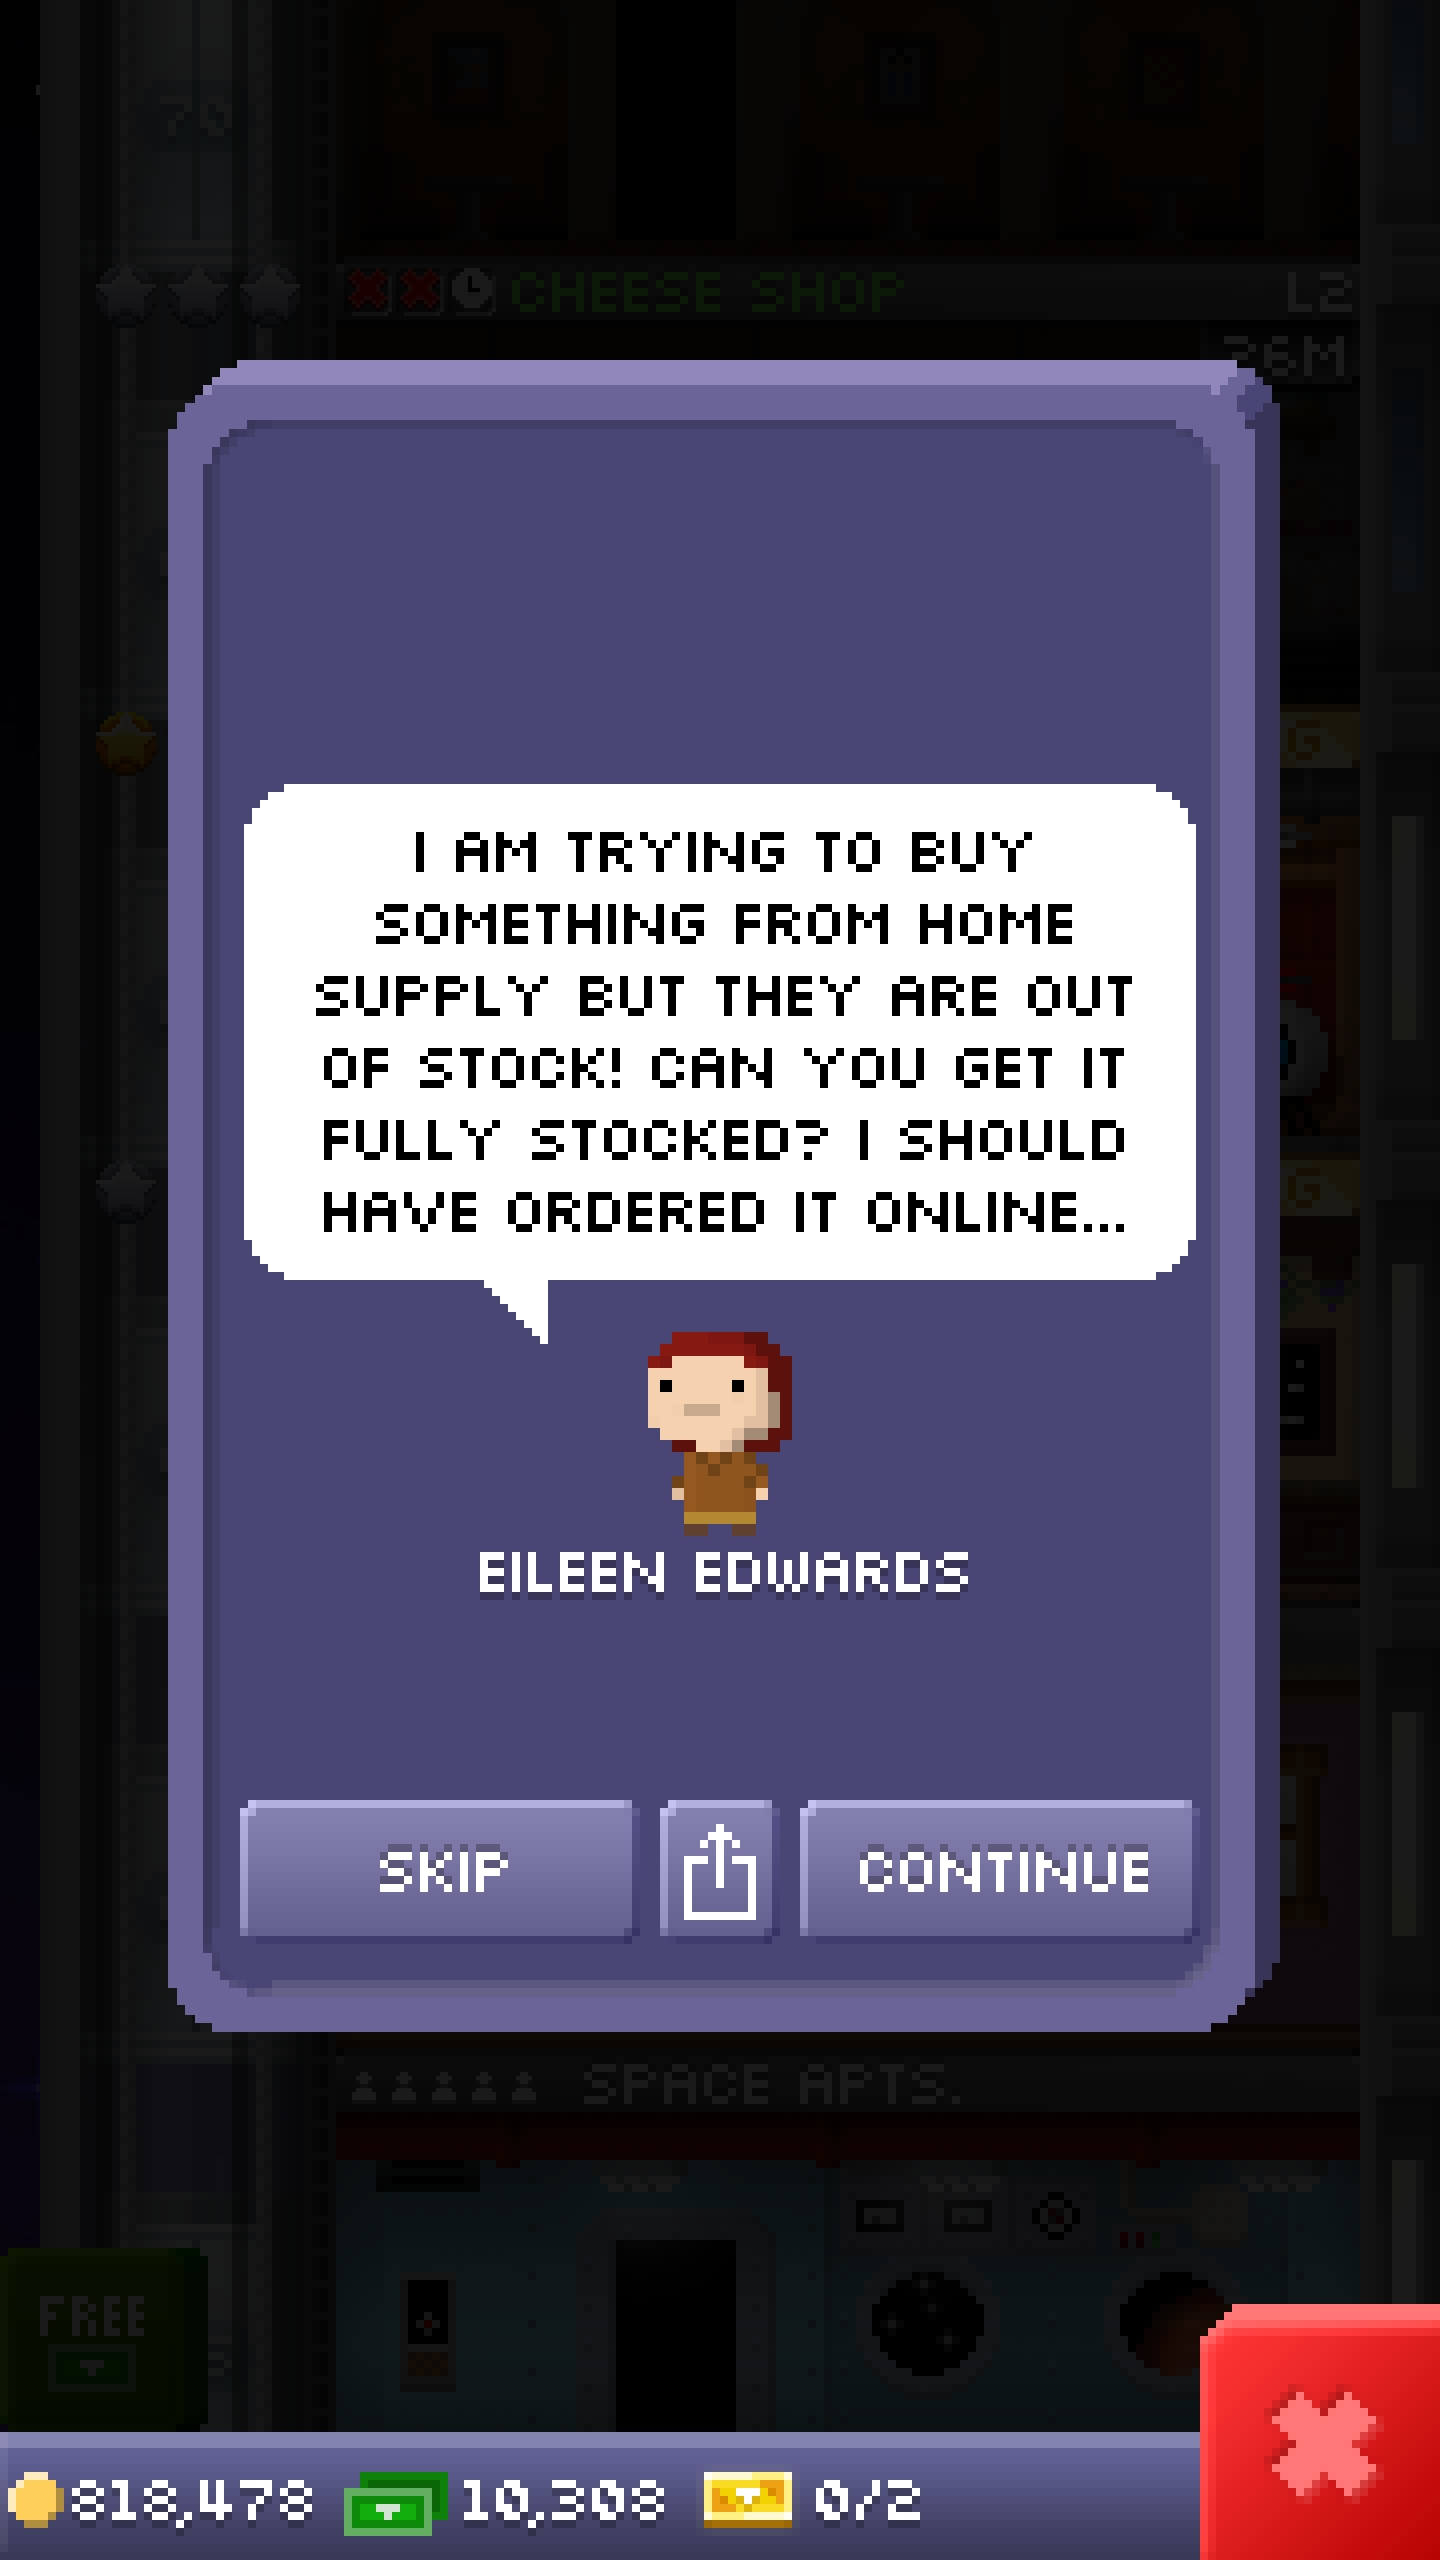 70
CHEESE SHOP
L2
26M
G
I AM TRYING TO BUY
SOMETHING FROM HOME
SUPPLY BUT THEY ARE OUT
OF STOCK! CAN YOU GET IT
FULLY STOCKED? I SHOULD
HAVE ORDERED IT ONLINE...
G
EILEEN EDWARDS
SKIP
CONTINUE
SPACE APTS.
FREE
818,478
10,308
0/2